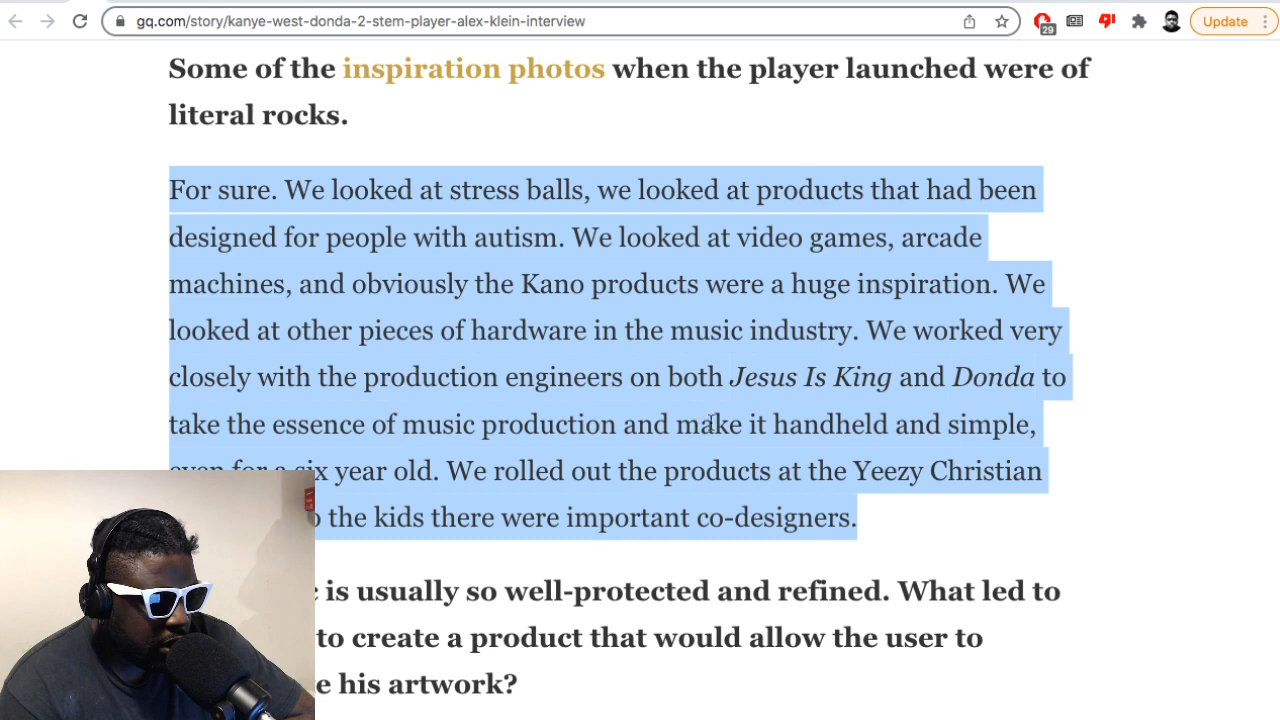 gq.com/story/kanye-west-donda-2-stem-player-alex-klein-interview
29
Update
Some of the inspiration photos when the player launched were of
literal rocks.
For sure. We looked at stress balls, we looked at products that had been
designed for people with autism. We looked at video games, arcade
machines, and obviously the Kano products were a huge inspiration. We
looked at other pieces of hardware in the music industry. We worked very
closely with the production engineers on both Jesus Is King and Donda to
take the essence of music production and make it handheld and simple,
six year old. We rolled out the products at the Yeezy Christian
the kids there were important co-designers.
is usually so well-protected and refined. What led to
to create a product that would allow the user to
his artwork?